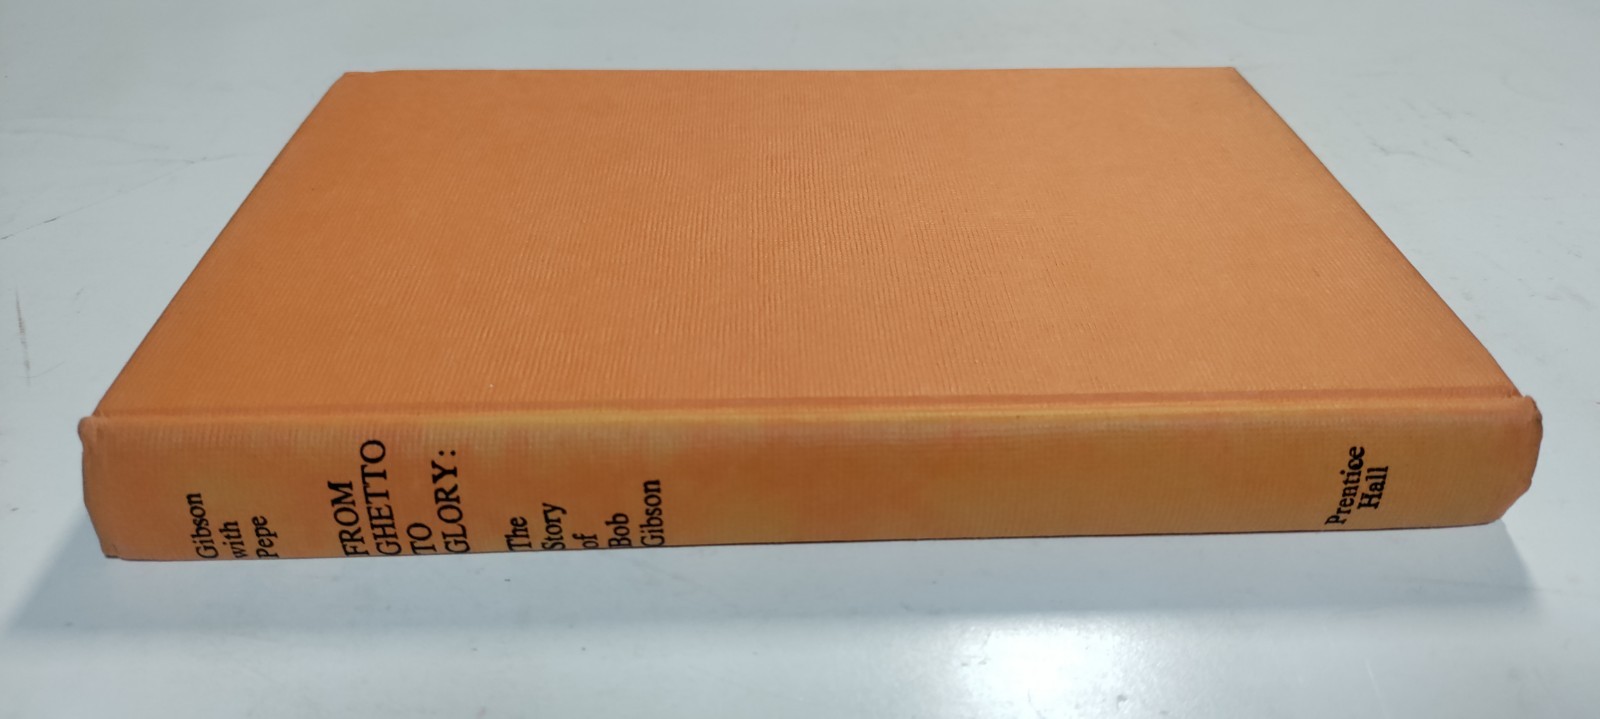 Gibson
with
Pepe
FROM
GHETTO
TO
GLORY:
The
Story
of
Bob
Gibson
Prentice
Hall